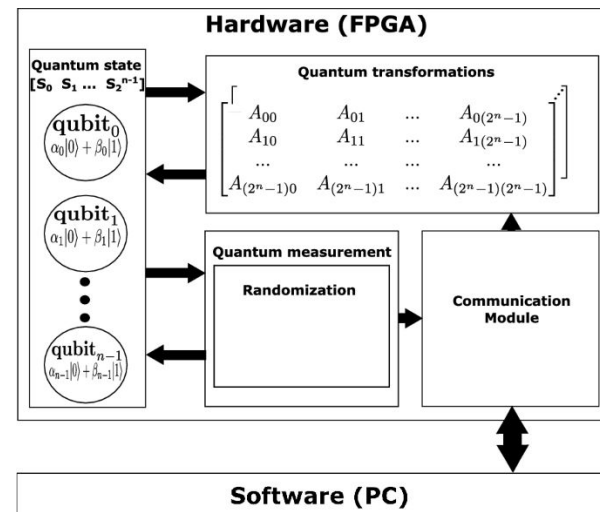 Hardware (FPGA)
Quantum state
[S₀ S₁ ... S₂ⁿ⁻¹]
qubit₀
α₀|0⟩ + β₀|1⟩
qubit₁
α₁|0⟩ + β₁|1⟩
qubitₙ₋₁
αₙ₋₁|0⟩ + βₙ₋₁|1⟩
Quantum transformations
A₀₀ A₀₁ ... A₀₍₂ⁿ₋₁₎
A₁₀ A₁₁ ... A₁₍₂ⁿ₋₁₎
... ... ... ...
A₍₂ⁿ₋₁₎₀ A₍₂ⁿ₋₁₎₁ ... A₍₂ⁿ₋₁₎₍₂ⁿ₋₁₎
Quantum measurement
Randomization
Communication
Module
Software (PC)